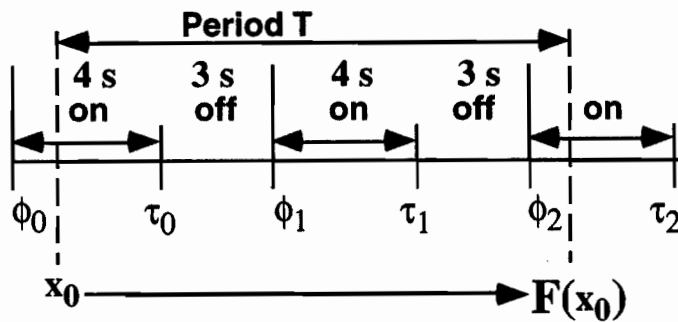 Period T
4 s 3 s 4 s 3 s
on off on off on
ϕ₀ τ₀ ϕ₁ τ₁ ϕ₂ τ₂
x₀ F(x₀)